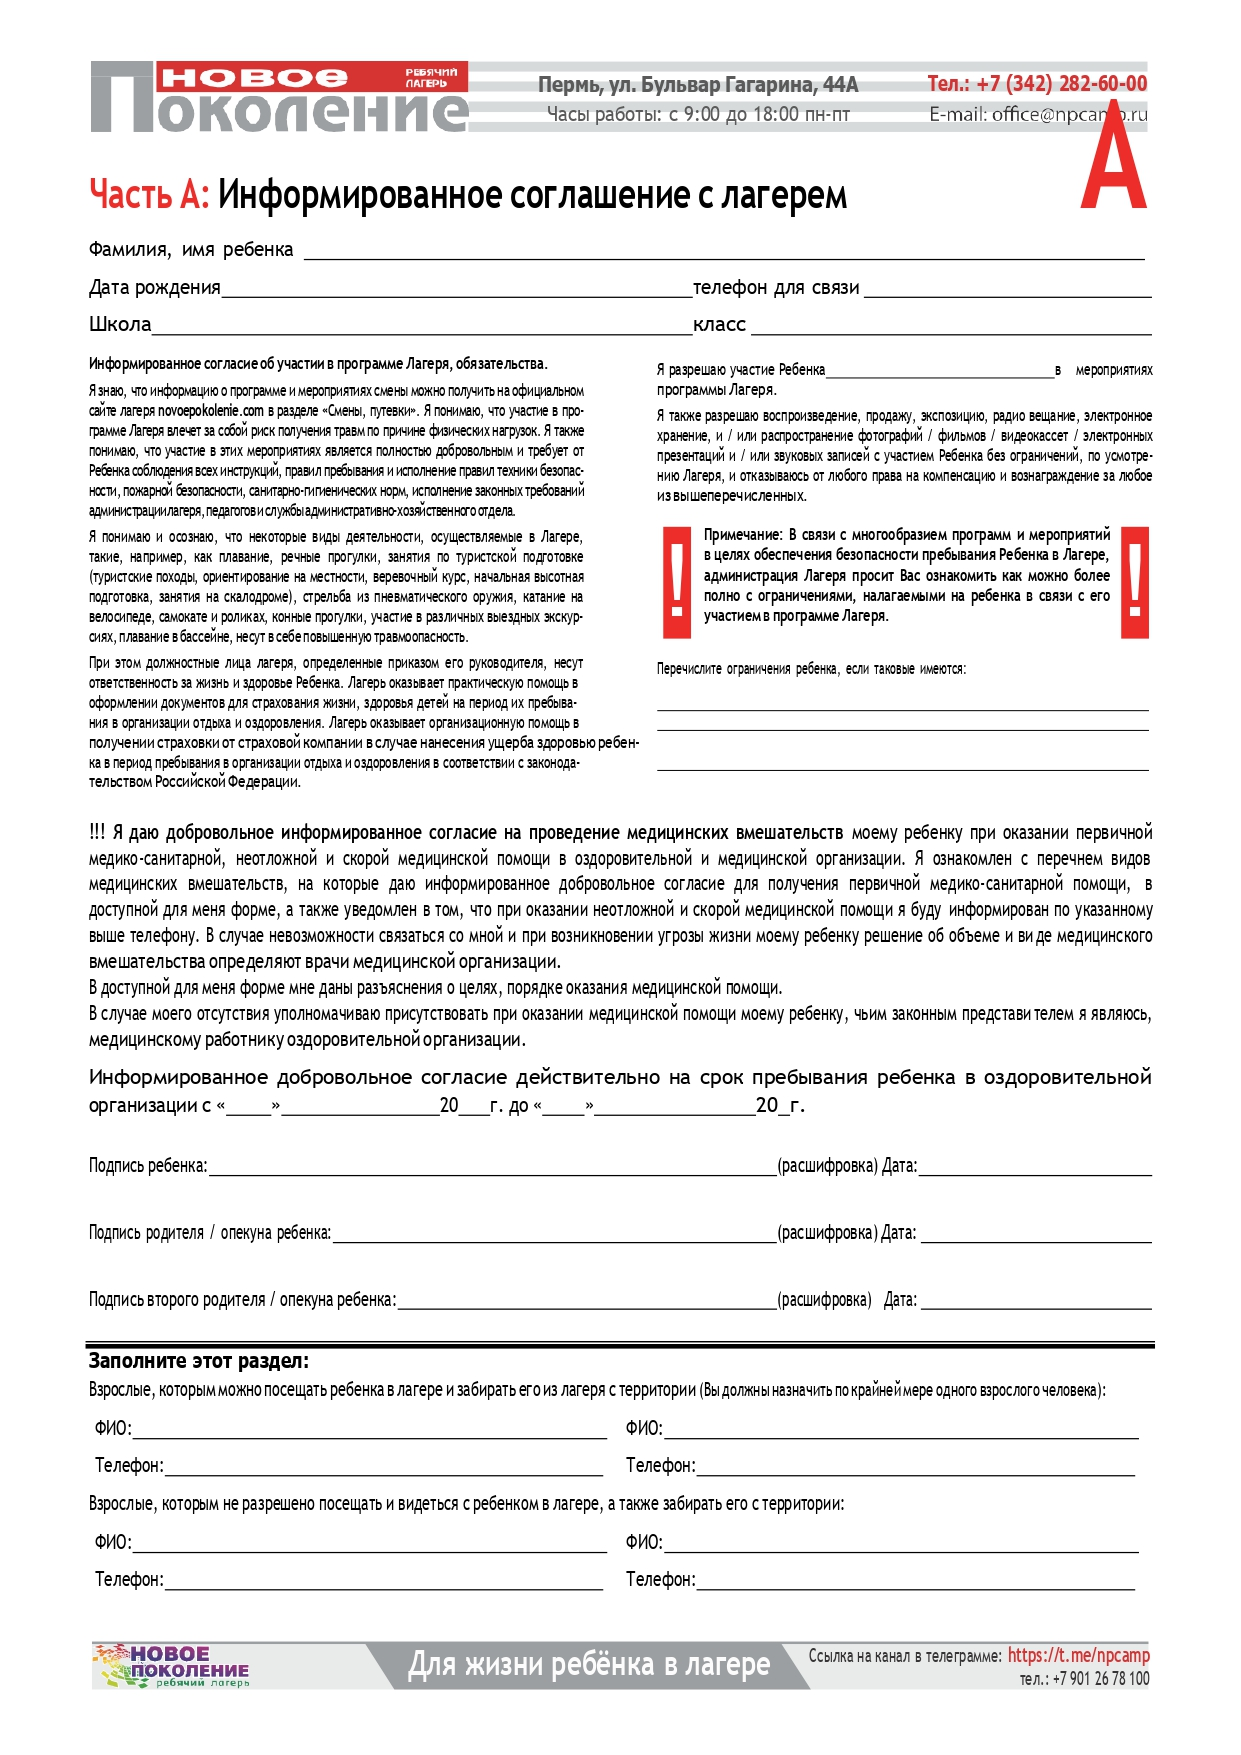 НОВОЕ
РЕБЯЧИЙ
ЛАГЕРЬ
Поколение
Пермь, ул. Бульвар Гагарина, 44А
Часы работы: с 9:00 до 18:00 пн-пт
Тел.: +7 (342) 282-60-00
E-mail: office@npcamp.ru
А
Часть А: Информированное соглашение с лагерем
Фамилия, имя ребенка ____
Дата рождения____телефон для связи ____
Школа____класс ____
Информированное согласие об участии в программе Лагеря, обязательства.
Я знаю, что информацию о программе и мероприятиях смены можно получить на официальном
сайте лагеря novoepokolenie.com в разделе «Смены, путевки». Я понимаю, что участие в про-
грамме Лагеря влечет за собой риск получения травм по причине физических нагрузок. Я также
понимаю, что участие в этих мероприятиях является полностью добровольным и требует от
Ребенка соблюдения всех инструкций, правил пребывания и исполнение правил техники безопас-
ности, пожарной безопасности, санитарно-гигиенических норм, исполнение законных требований
администрации лагеря, педагогов и службы административно-хозяйственного отдела.
Я понимаю и осознаю, что некоторые виды деятельности, осуществляемые в Лагере,
такие, например, как плавание, речные прогулки, занятия по туристской подготовке
(туристские походы, ориентирование на местности, веревочный курс, начальная высотная
подготовка, занятия на скалодроме), стрельба из пневматического оружия, катание на
велосипеде, самокате и роликах, конные прогулки, участие в различных выездных экскур-
сиях, плавание в бассейне, несут в себе повышенную травмоопасность.
При этом должностные лица лагеря, определенные приказом его руководителя, несут
ответственность за жизнь и здоровье Ребенка. Лагерь оказывает практическую помощь в
оформлении документов для страхования жизни, здоровья детей на период их пребыва-
ния в организации отдыха и оздоровления. Лагерь оказывает организационную помощь в
получении страховки от страховой компании в случае нанесения ущерба здоровью ребен-
ка в период пребывания в организации отдыха и оздоровления в соответствии с законода-
тельством Российской Федерации.
Я разрешаю участие Ребенка____в мероприятиях
программы Лагеря.
Я также разрешаю воспроизведение, продажу, экспозицию, радио вещание, электронное
хранение, и / или распространение фотографий / фильмов / видеокассет / электронных
презентаций и / или звуковых записей с участием Ребенка без ограничений, по усмотре-
нию Лагеря, и отказываюсь от любого права на компенсацию и вознаграждение за любое
из вышеперечисленных.
! Примечание: В связи с многообразием программ и мероприятий !
в целях обеспечения безопасности пребывания Ребенка в Лагере,
администрация Лагеря просит Вас ознакомить как можно более
полно с ограничениями, налагаемыми на ребенка в связи с его
участием в программе Лагеря.
Перечислите ограничения ребенка, если таковые имеются:
!!! Я даю добровольное информированное согласие на проведение медицинских вмешательств моему ребенку при оказании первичной
медико-санитарной, неотложной и скорой медицинской помощи в оздоровительной и медицинской организации. Я ознакомлен с перечнем видов
медицинских вмешательств, на которые даю информированное добровольное согласие для получения первичной медико-санитарной помощи, в
доступной для меня форме, а также уведомлен в том, что при оказании неотложной и скорой медицинской помощи я буду информирован по указанному
выше телефону. В случае невозможности связаться со мной и при возникновении угрозы жизни моему ребенку решение об объеме и виде медицинского
вмешательства определяют врачи медицинской организации.
В доступной для меня форме мне даны разъяснения о целях, порядке оказания медицинской помощи.
В случае моего отсутствия уполномачиваю присутствовать при оказании медицинской помощи моему ребенку, чьим законным представителем я являюсь,
медицинскому работнику оздоровительной организации.
Информированное добровольное согласие действительно на срок пребывания ребенка в оздоровительной
организации с «____»____20___г. до «____»____20_г.
Подпись ребенка:____(расшифровка) Дата:____
Подпись родителя / опекуна ребенка:____(расшифровка) Дата: ____
Подпись второго родителя / опекуна ребенка:____(расшифровка) Дата: ____
Заполните этот раздел:
Взрослые, которым можно посещать ребенка в лагере и забирать его из лагеря с территории (Вы должны назначить по крайней мере одного взрослого человека):
ФИО:____ ФИО:____
Телефон:____ Телефон:____
Взрослые, которым не разрешено посещать и видеться с ребенком в лагере, а также забирать его с территории:
ФИО:____ ФИО:____
Телефон:____ Телефон:____
НОВОЕ
ПОКОЛЕНИЕ
ребячий лагерь
Для жизни ребёнка в лагере
Ссылка на канал в телеграмме: https://t.me/npcamp
тел.: +7 901 26 78 100